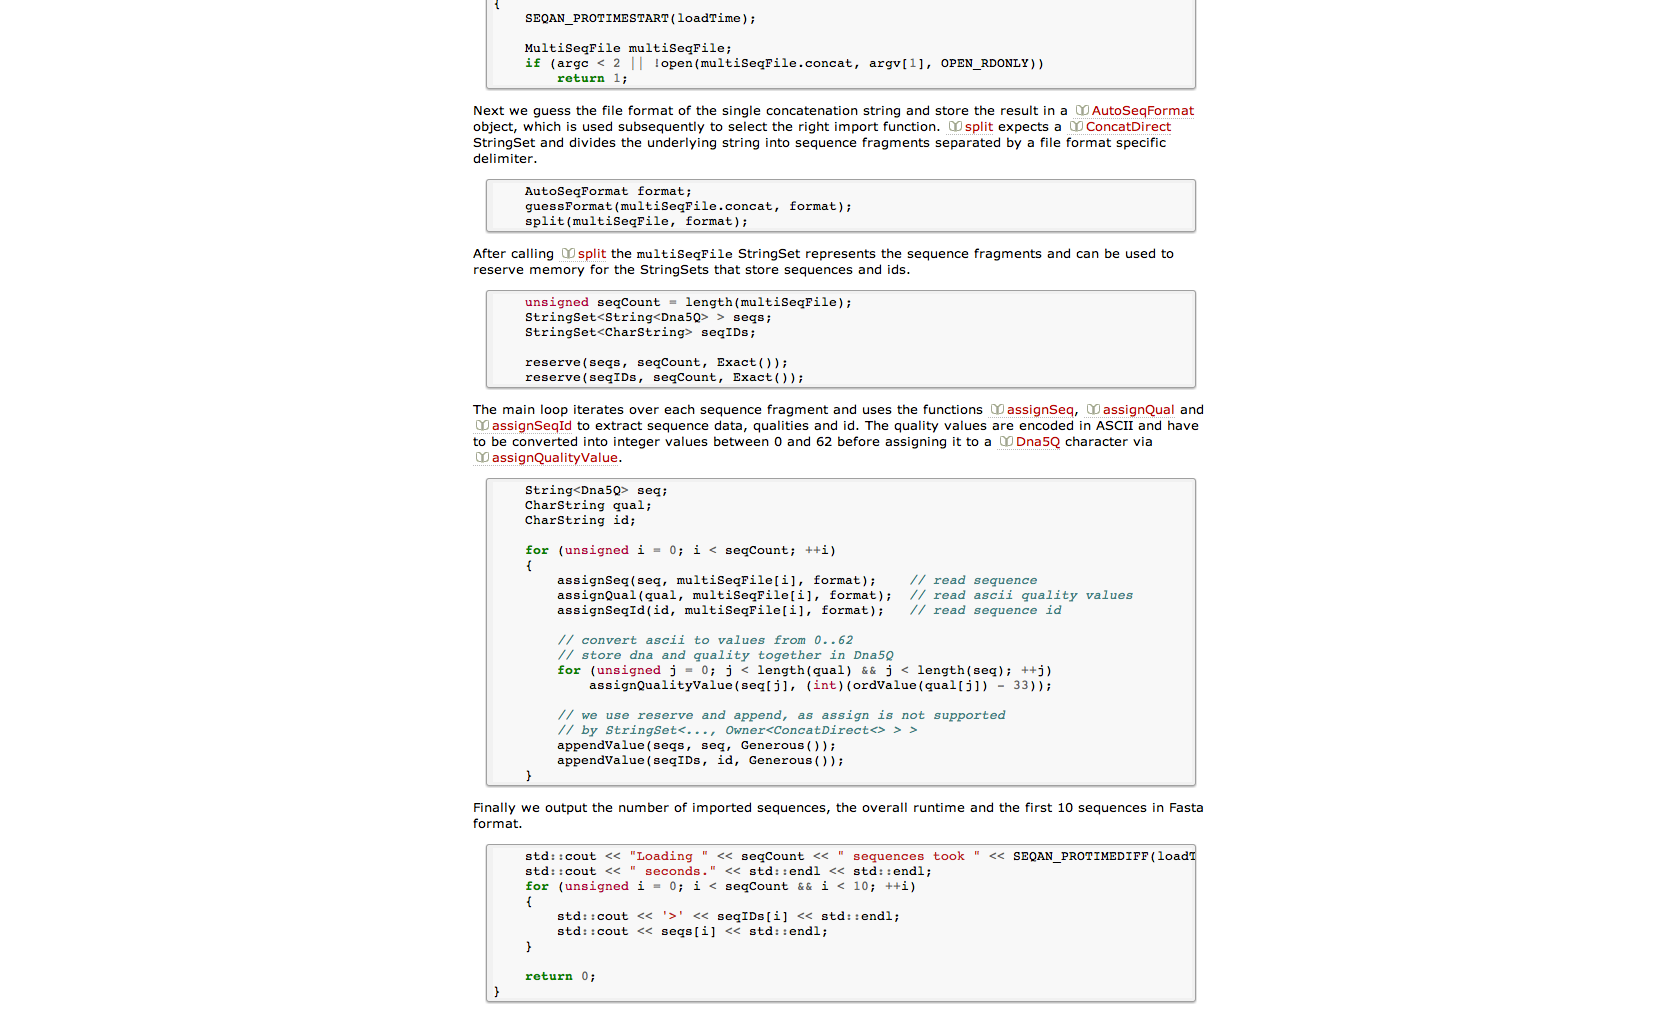 {
    SEQAN_PROTIMESTART(loadTime);

    MultiSeqFile multiSeqFile;
    if (argc < 2 || !open(multiSeqFile.concat, argv[1], OPEN_RDONLY))
        return 1;
Next we guess the file format of the single concatenation string and store the result in a AutoSeqFormat
object, which is used subsequently to select the right import function. split expects a ConcatDirect
StringSet and divides the underlying string into sequence fragments separated by a file format specific
delimiter.
    AutoSeqFormat format;
    guessFormat(multiSeqFile.concat, format);
    split(multiSeqFile, format);
After calling split the multiSeqFile StringSet represents the sequence fragments and can be used to
reserve memory for the StringSets that store sequences and ids.
    unsigned seqCount = length(multiSeqFile);
    StringSet<String<Dna5Q> > seqs;
    StringSet<CharString> seqIDs;

    reserve(seqs, seqCount, Exact());
    reserve(seqIDs, seqCount, Exact());
The main loop iterates over each sequence fragment and uses the functions assignSeq, assignQual and
assignSeqId to extract sequence data, qualities and id. The quality values are encoded in ASCII and have
to be converted into integer values between 0 and 62 before assigning it to a Dna5Q character via
assignQualityValue.
    String<Dna5Q> seq;
    CharString qual;
    CharString id;

    for (unsigned i = 0; i < seqCount; ++i)
    {
        assignSeq(seq, multiSeqFile[i], format);    // read sequence
        assignQual(qual, multiSeqFile[i], format);  // read ascii quality values
        assignSeqId(id, multiSeqFile[i], format);   // read sequence id

        // convert ascii to values from 0..62
        // store dna and quality together in Dna5Q
        for (unsigned j = 0; j < length(qual) && j < length(seq); ++j)
            assignQualityValue(seq[j], (int)(ordValue(qual[j]) - 33));

        // we use reserve and append, as assign is not supported
        // by StringSet<..., Owner<ConcatDirect<> > >
        appendValue(seqs, seq, Generous());
        appendValue(seqIDs, id, Generous());
    }
Finally we output the number of imported sequences, the overall runtime and the first 10 sequences in Fasta
format.
    std::cout << "Loading " << seqCount << " sequences took " << SEQAN_PROTIMEDIFF(loadT
    std::cout << " seconds." << std::endl << std::endl;
    for (unsigned i = 0; i < seqCount && i < 10; ++i)
    {
        std::cout << '>' << seqIDs[i] << std::endl;
        std::cout << seqs[i] << std::endl;
    }

    return 0;
}